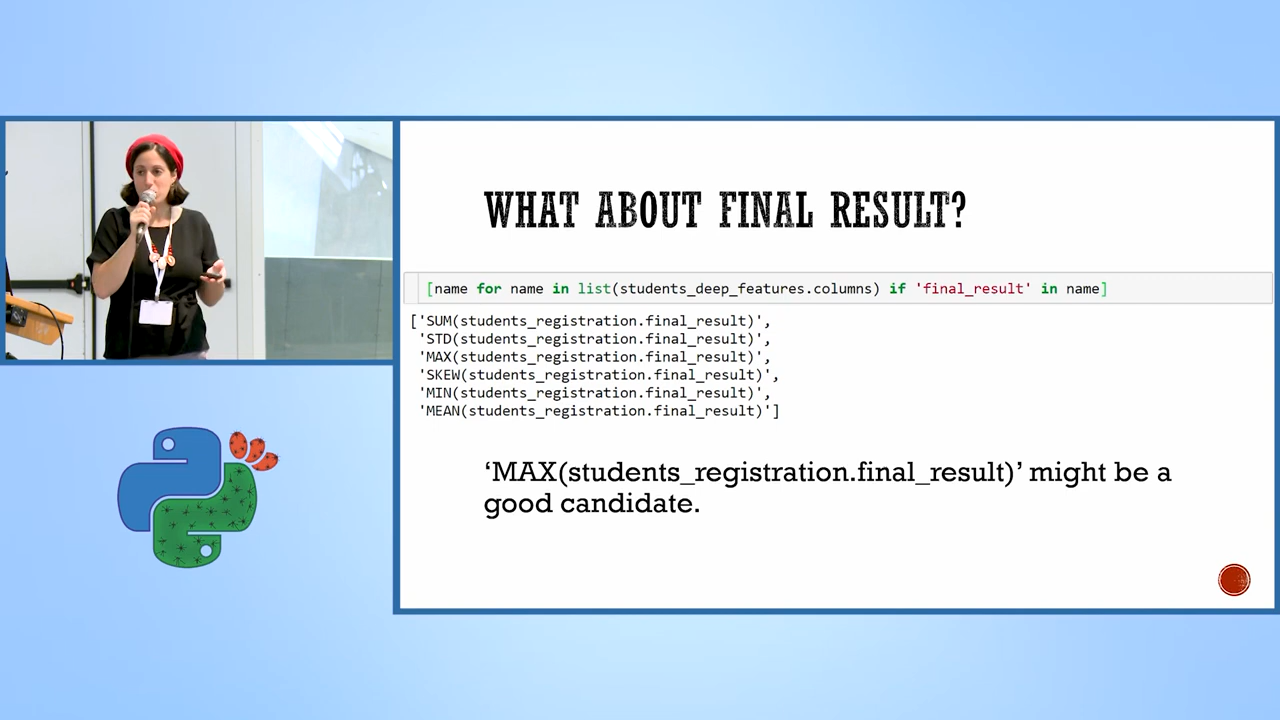 WHAT ABOUT FINAL RESULT?
[name for name in list(students_deep_features.columns) if 'final_result' in name]
['SUM(students_registration.final_result)',
'STD(students_registration.final_result)',
'MAX(students_registration.final_result)',
'SKEW(students_registration.final_result)',
'MIN(students_registration.final_result)',
'MEAN(students_registration.final_result)']
‘MAX(students_registration.final_result)’ might be a
good candidate.